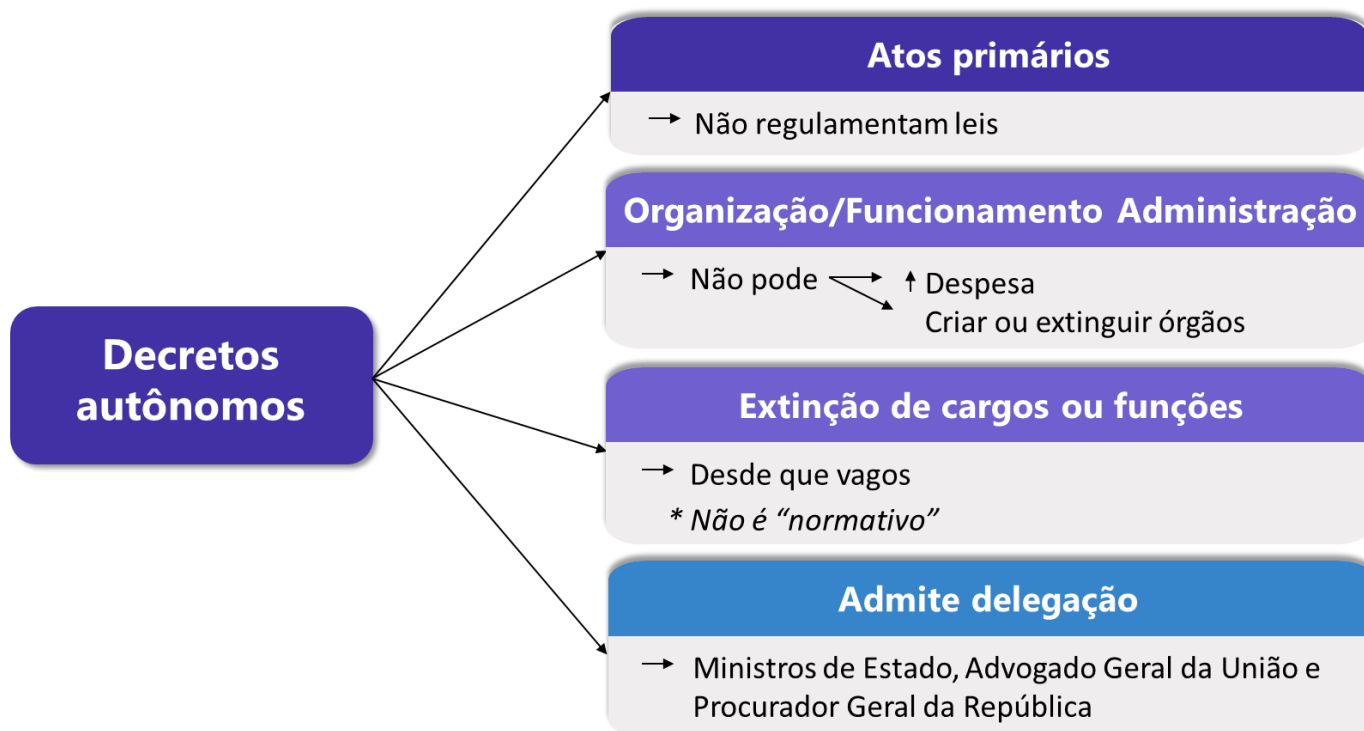 Decretos
autônomos
Atos primários
→ Não regulamentam leis
Organização/Funcionamento Administração
→ Não pode → ↑ Despesa
Criar ou extinguir órgãos
Extinção de cargos ou funções
→ Desde que vagos
* Não é “normativo”
Admite delegação
→ Ministros de Estado, Advogado Geral da União e
Procurador Geral da República